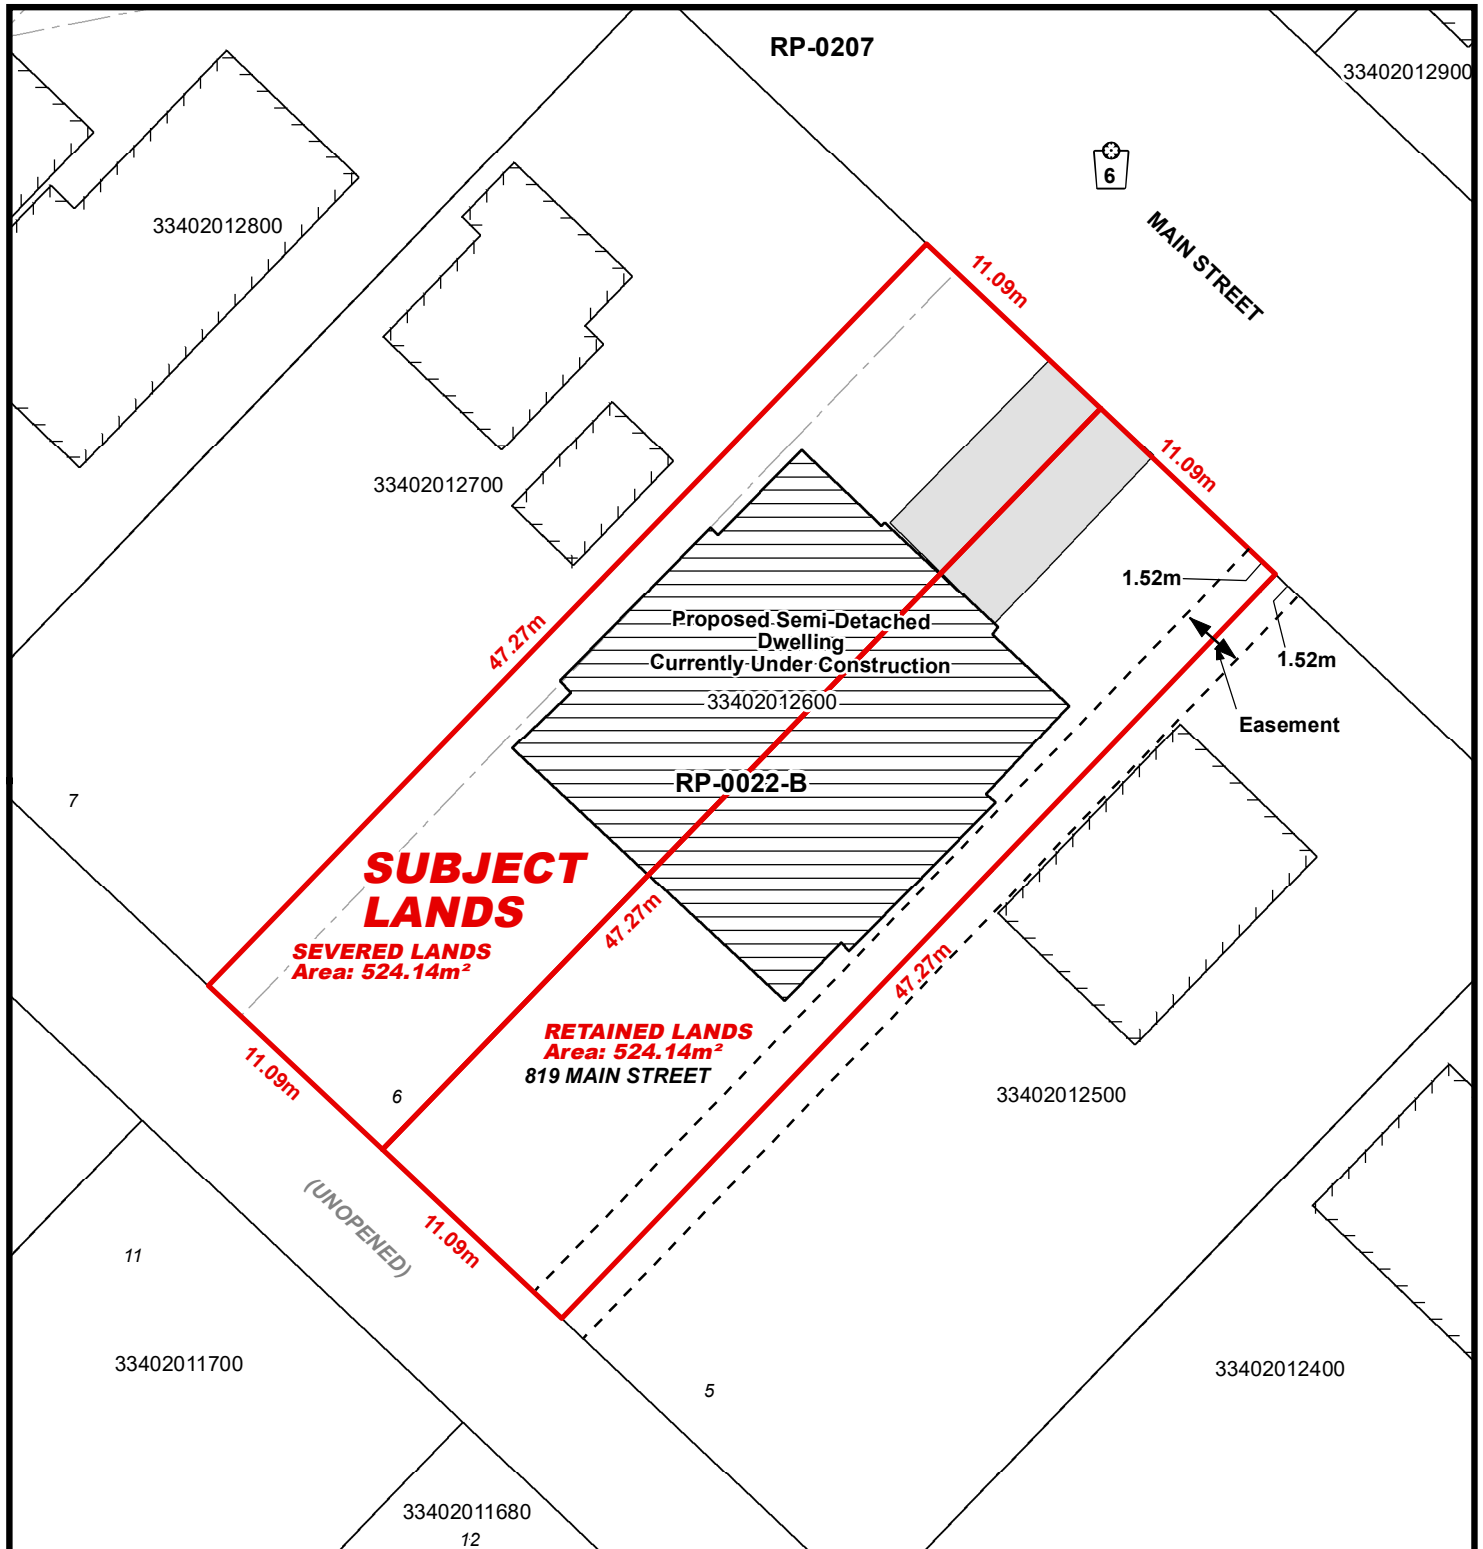 RP-0207
33402012900
6
MAIN STREET
33402012800
11.09m
33402012700
11.09m
1.52m
Proposed Semi-Detached
Dwelling
Currently Under Construction
47.27m
1.52m
33402012600
Easement
RP-0022-B
7
SUBJECT
LANDS
47.27m
SEVERED LANDS
Area: 524.14m²
47.27m
RETAINED LANDS
Area: 524.14m²
819 MAIN STREET
11.09m
6
33402012500
(UNOPENED)
11.09m
11
33402011700
33402012400
5
33402011680
12